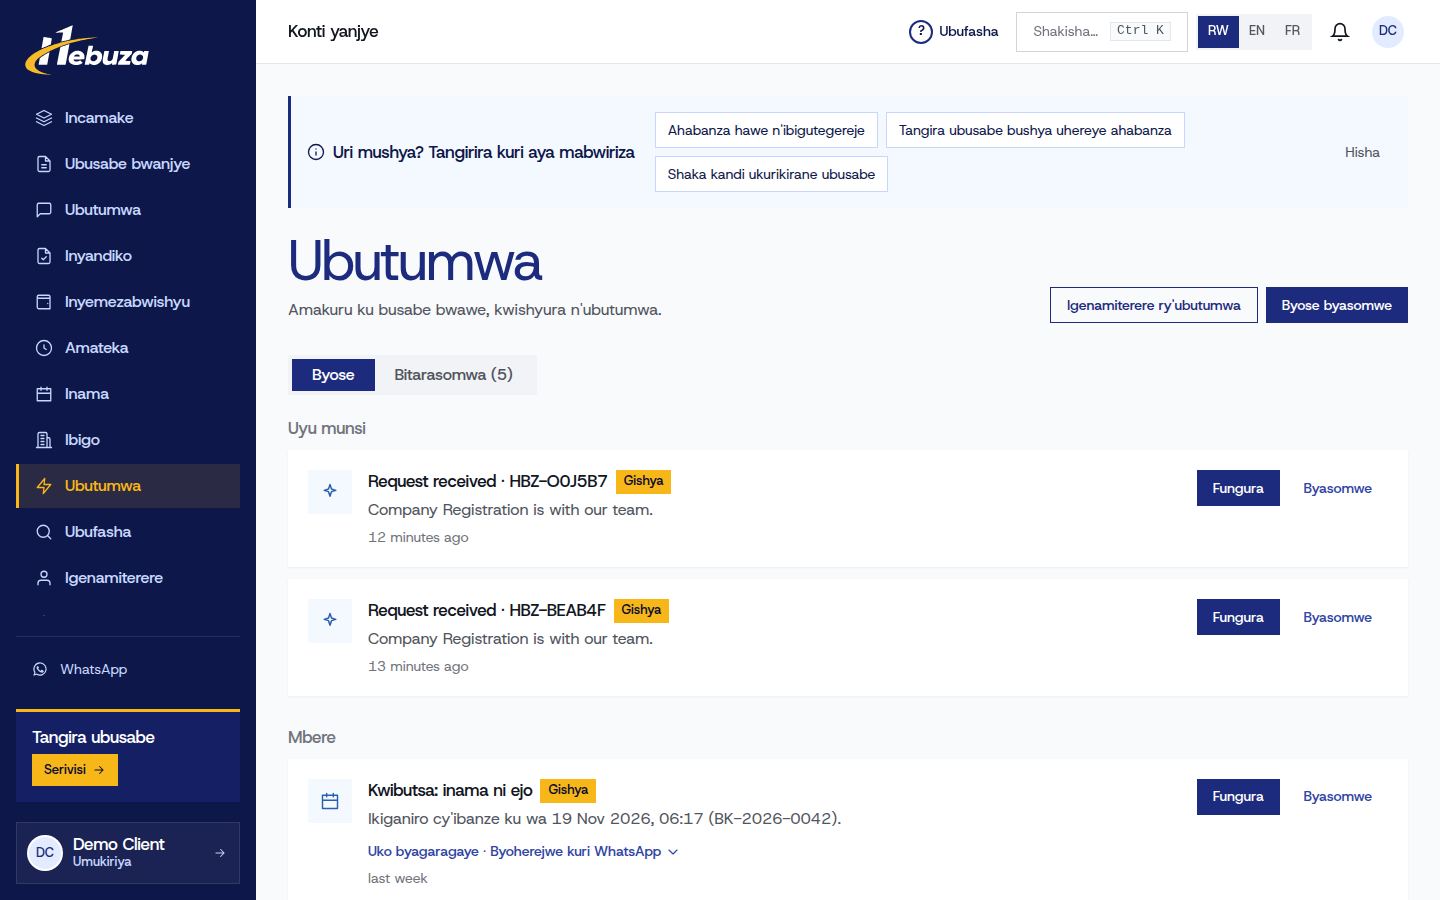 Hebuza
Incamake
Ubusabe bwanjye
Ubutumwa
Inyandiko
Inyemezabwishyu
Amateka
Inama
Ibigo
Ubutumwa
Ubufasha
Igenamiterere
WhatsApp
Tangira ubusabe
Serivisi
DC
Demo Client
Umukiriya
Konti yanjye
? Ubufasha
Shakisha... Ctrl K
RW EN FR
DC
Uri mushya? Tangirira kuri aya mabwiriza
Ahabanza hawe n'ibigutegereje
Tangira ubusabe bushya uhereye ahabanza
Shaka kandi ukurikirane ubusabe
Hisha
Ubutumwa
Amakuru ku busabe bwawe, kwishyura n'ubutumwa.
Igenamiterere ry'ubutumwa
Byose byasomwe
Byose
Bitarasomwa (5)
Uyu munsi
Request received · HBZ-O0J5B7 Gishya
Company Registration is with our team.
12 minutes ago
Fungura
Byasomwe
Request received · HBZ-BEAB4F Gishya
Company Registration is with our team.
13 minutes ago
Fungura
Byasomwe
Mbere
Kwibutsa: inama ni ejo Gishya
Ikiganiro cy'ibanze ku wa 19 Nov 2026, 06:17 (BK-2026-0042).
Uko byagaragaye · Byoherejwe kuri WhatsApp
last week
Fungura
Byasomwe